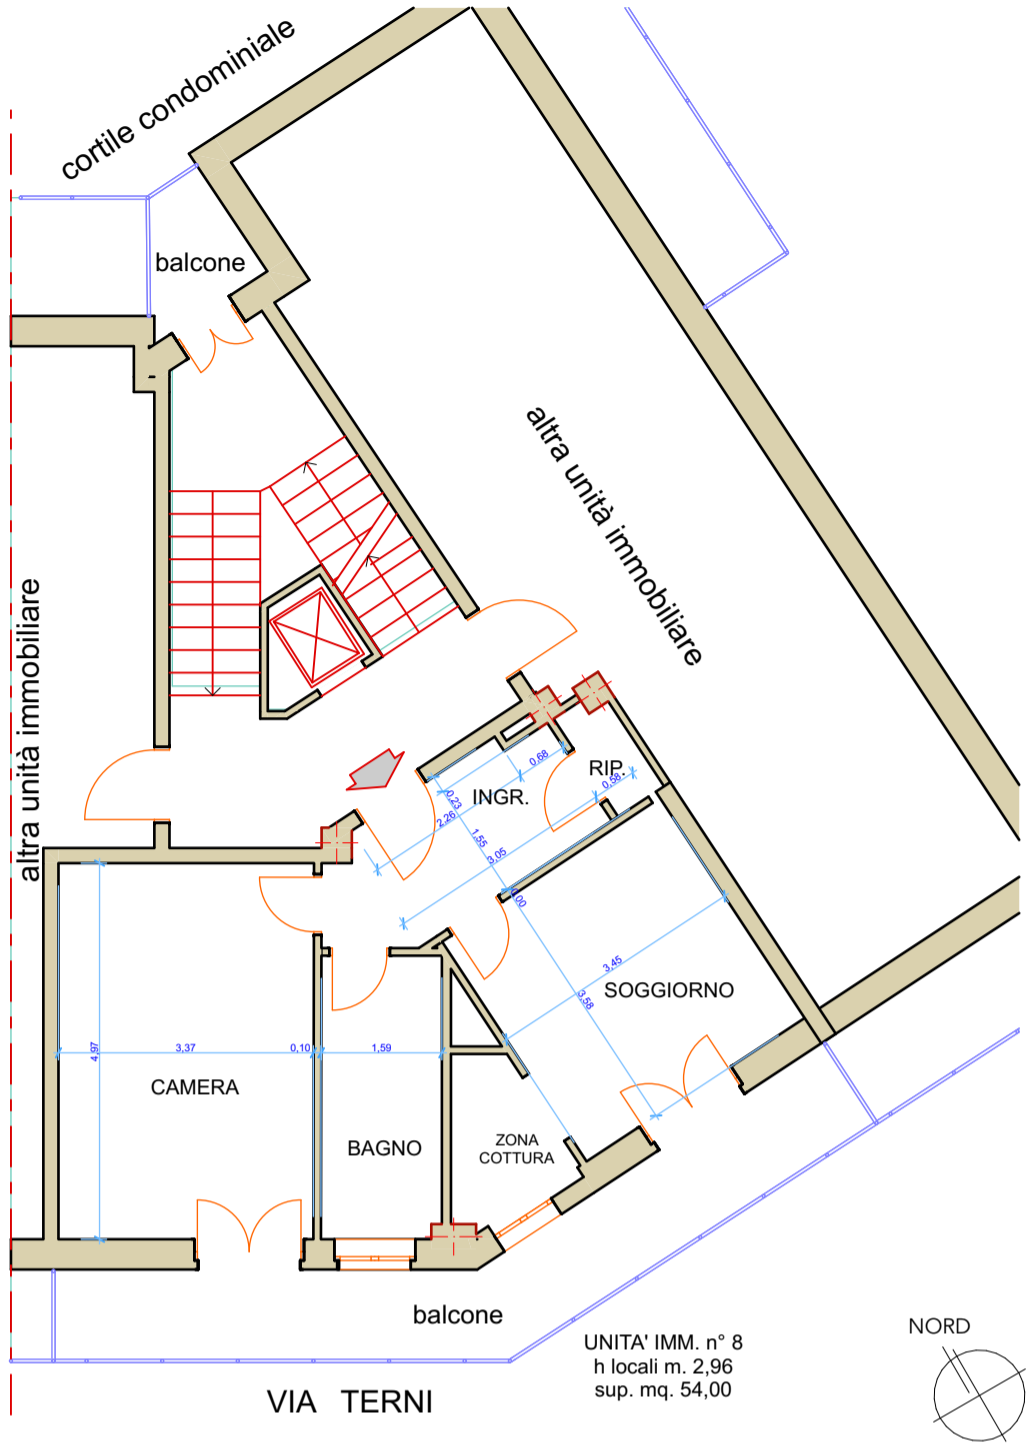 cortile condominiale
balcone
altra unità immobiliare
altra unità immobiliare
RIP.
0,68
0,58
INGR.
0,23
2,26
1,55
3,05
0,00
3,45
SOGGIORNO
3,58
4,97
3,37
0,10
1,59
CAMERA
BAGNO
ZONA
COTTURA
balcone
UNITA' IMM. n° 8
h locali m. 2,96
sup. mq. 54,00
NORD
VIA TERNI